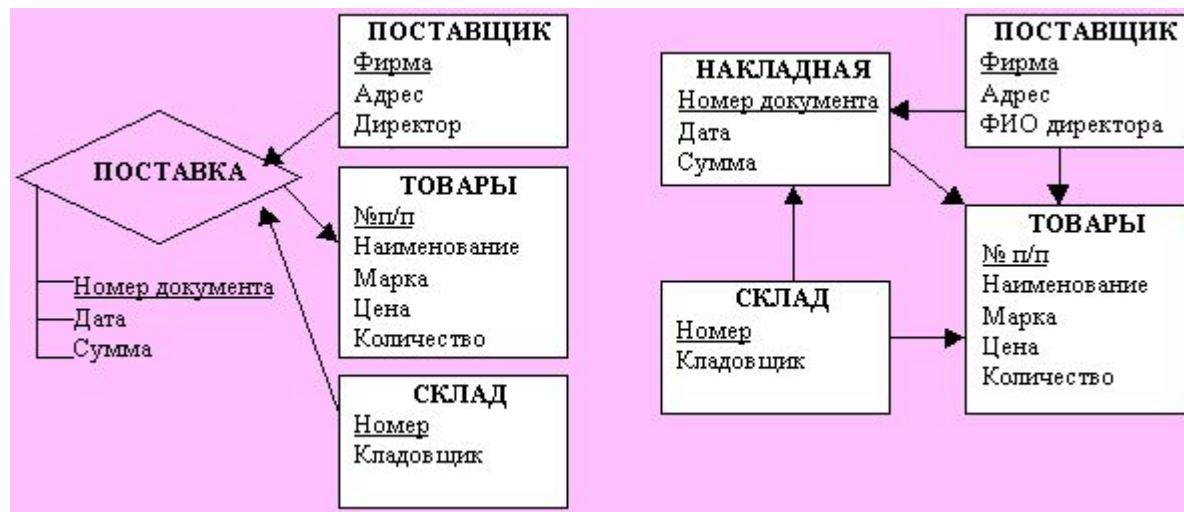 ПОСТАВЩИК
Фирма
Адрес
Директор
ПОСТАВКА
Номер документа
Дата
Сумма
ТОВАРЫ
№п/п
Наименование
Марка
Цена
Количество
СКЛАД
Номер
Кладовщик
НАКЛАДНАЯ
Номер документа
Дата
Сумма
ПОСТАВЩИК
Фирма
Адрес
ФИО директора
СКЛАД
Номер
Кладовщик
ТОВАРЫ
№ п/п
Наименование
Марка
Цена
Количество